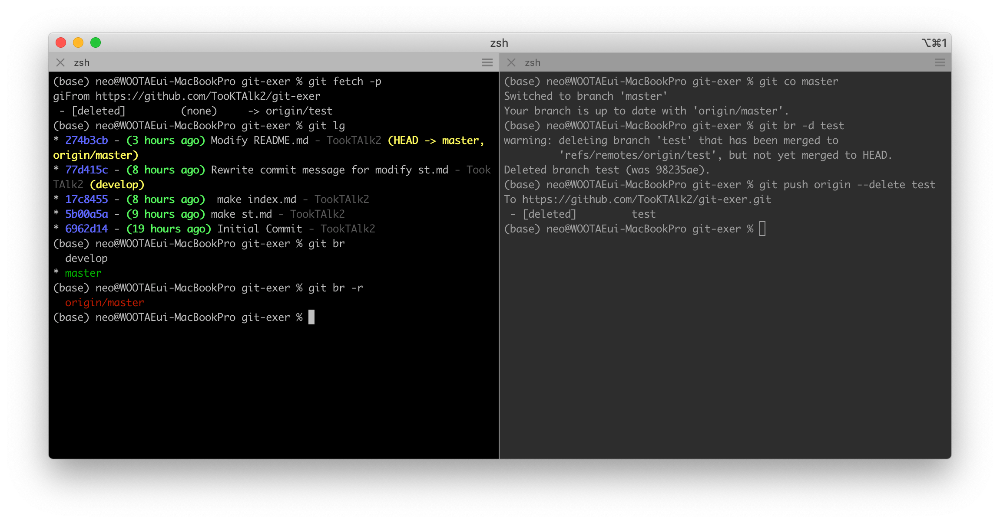 zsh
⌥⌘1
zsh
(base) neo@WOOTAEui-MacBookPro git-exer % git fetch -p
giFrom https://github.com/TooKTAlk2/git-exer
 - [deleted]         (none)     -> origin/test
(base) neo@WOOTAEui-MacBookPro git-exer % git lg
* 274b3cb - (3 hours ago) Modify README.md - TookTAlk2 (HEAD -> master,
origin/master)
* 77d415c - (8 hours ago) Rewrite commit message for modify st.md - Took
TAlk2 (develop)
* 17c8455 - (8 hours ago)  make index.md - TookTAlk2
* 5b00a5a - (9 hours ago) make st.md - TookTAlk2
* 6962d14 - (19 hours ago) Initial Commit - TookTAlk2
(base) neo@WOOTAEui-MacBookPro git-exer % git br
  develop
* master
(base) neo@WOOTAEui-MacBookPro git-exer % git br -r
  origin/master
(base) neo@WOOTAEui-MacBookPro git-exer %
zsh
(base) neo@WOOTAEui-MacBookPro git-exer % git co master
Switched to branch 'master'
Your branch is up to date with 'origin/master'.
(base) neo@WOOTAEui-MacBookPro git-exer % git br -d test
warning: deleting branch 'test' that has been merged to
         'refs/remotes/origin/test', but not yet merged to HEAD.
Deleted branch test (was 98235ae).
(base) neo@WOOTAEui-MacBookPro git-exer % git push origin --delete test
To https://github.com/TooKTAlk2/git-exer.git
 - [deleted]         test
(base) neo@WOOTAEui-MacBookPro git-exer %